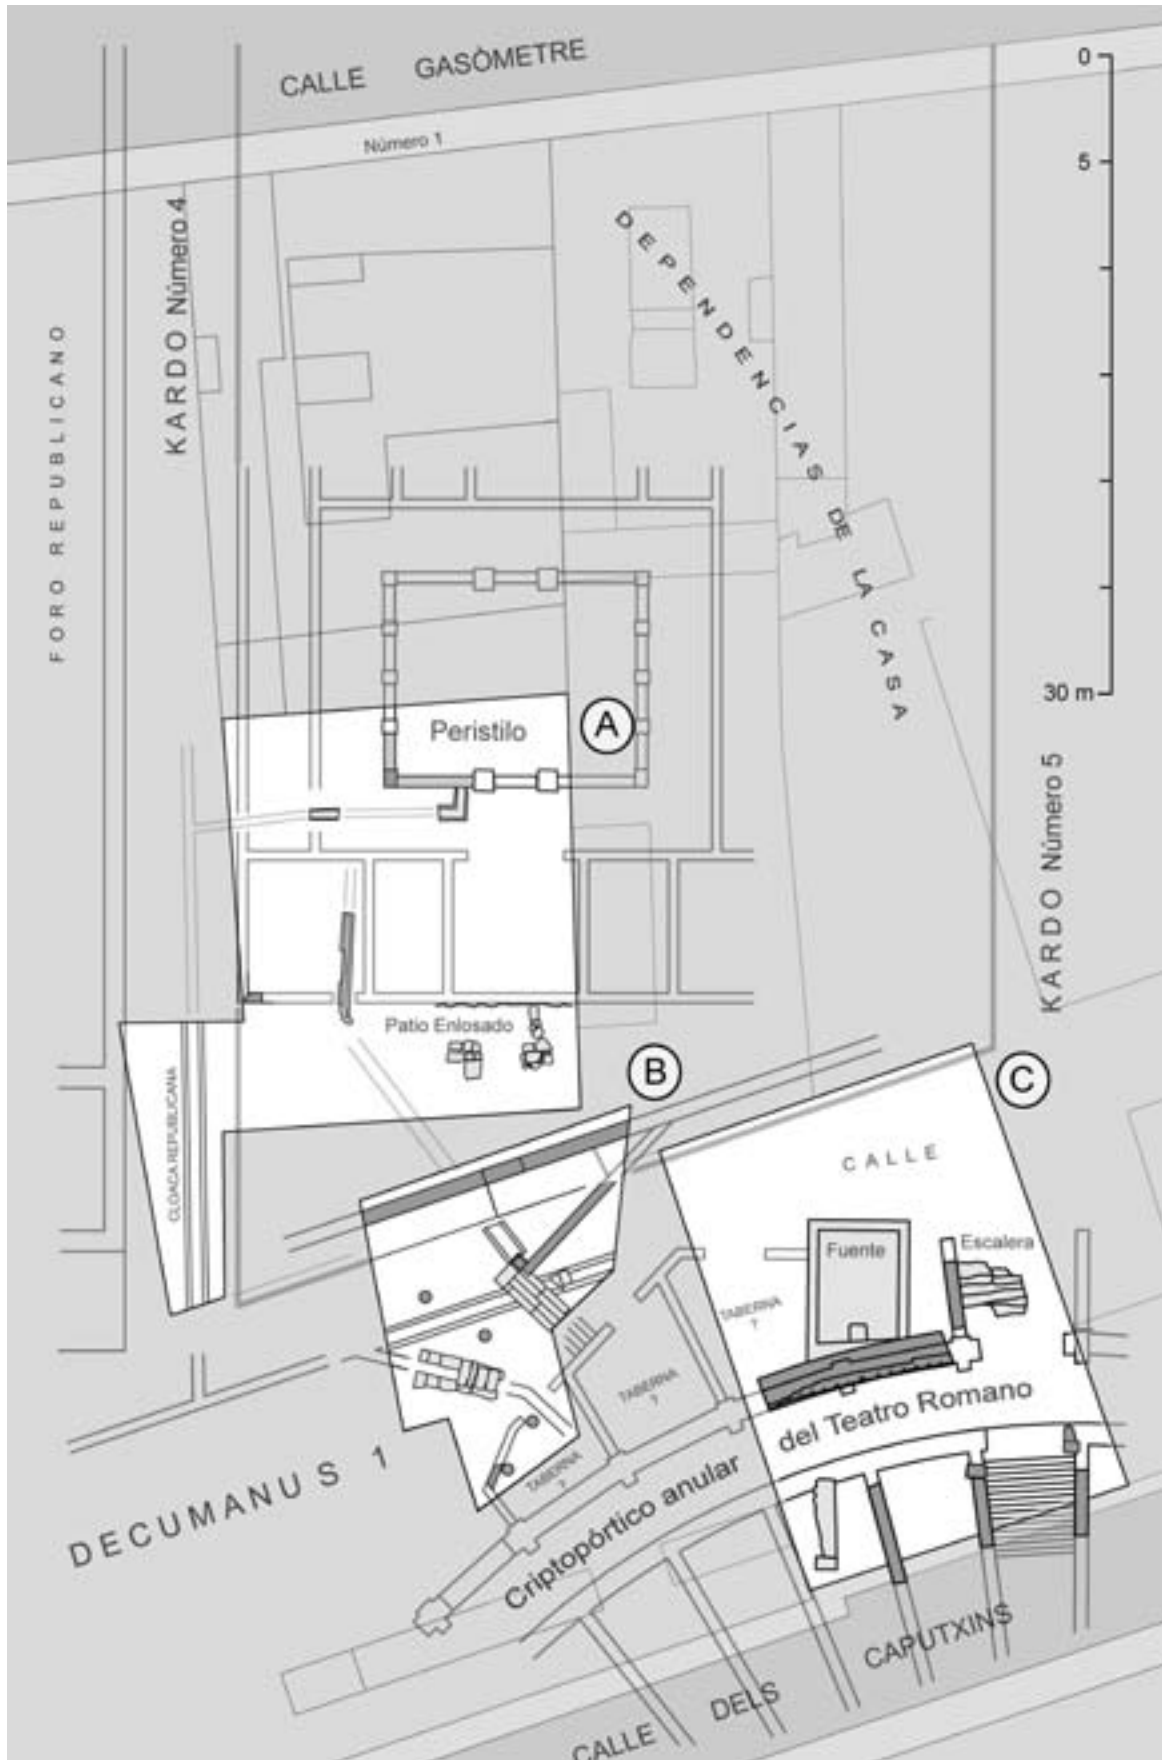 CALLE GASÒMETRE
0
Número 1
5
KARDO Número 4
DEPENDENCIAS DE LA CASA
FORO REPUBLICANO
30 m
A
Peristilo
KARDO Número 5
Patio Enlosado
B
C
CLOACA REPUBLICANA
CALLE
Fuente
Escalera
TABERNA
?
TABERNA
?
del Teatro Romano
TABERNA
?
DECUMANUS 1
Criptopórtico anular
CAPUTXINS
DELS
CALLE